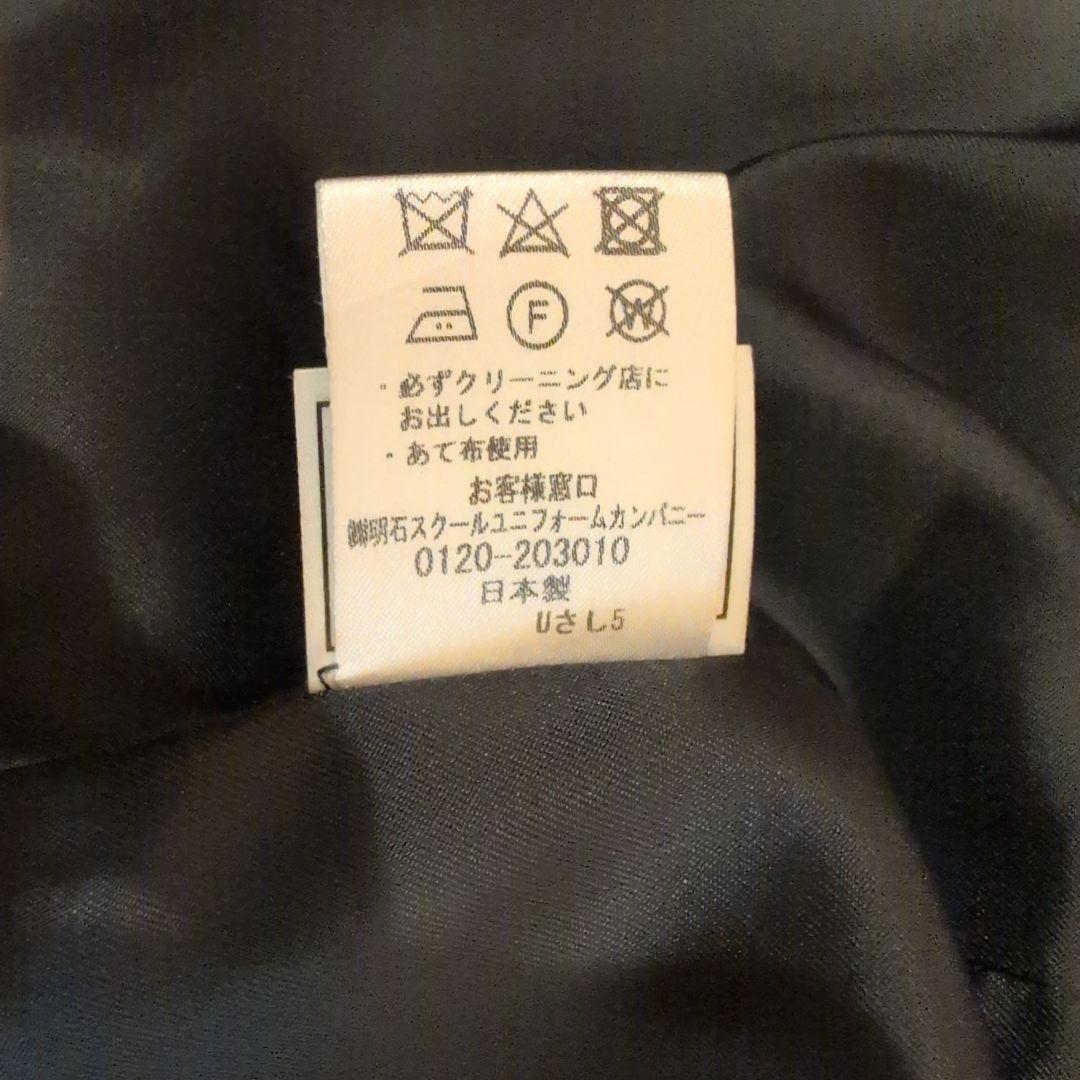 F W
・必ずクリーニング店に
お出しください
・あて布使用
お客様窓口
㈱明石スクールユニフォームカンパニー
0120-203010
日本製
Uさし5